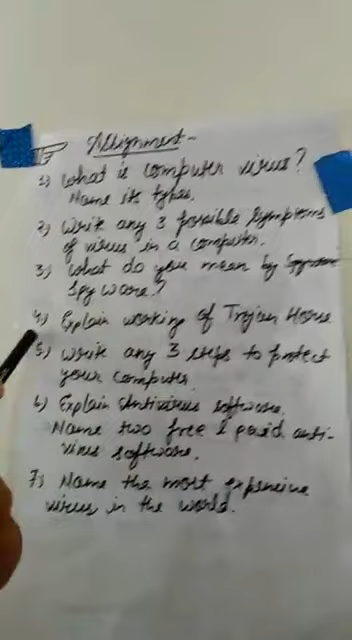 Assignment-
1) What is computer virus?
Name its types.
2) Write any 3 possible symptoms
of virus in a computer.
3) What do you mean by
Spy ware?
4) Explain working of Trojan Horse
5) Write any 3 steps to protect
your computer.
6) Explain Antivirus software.
Name two free & paid anti-
virus software.
7) Name the most expensive
virus in the world.